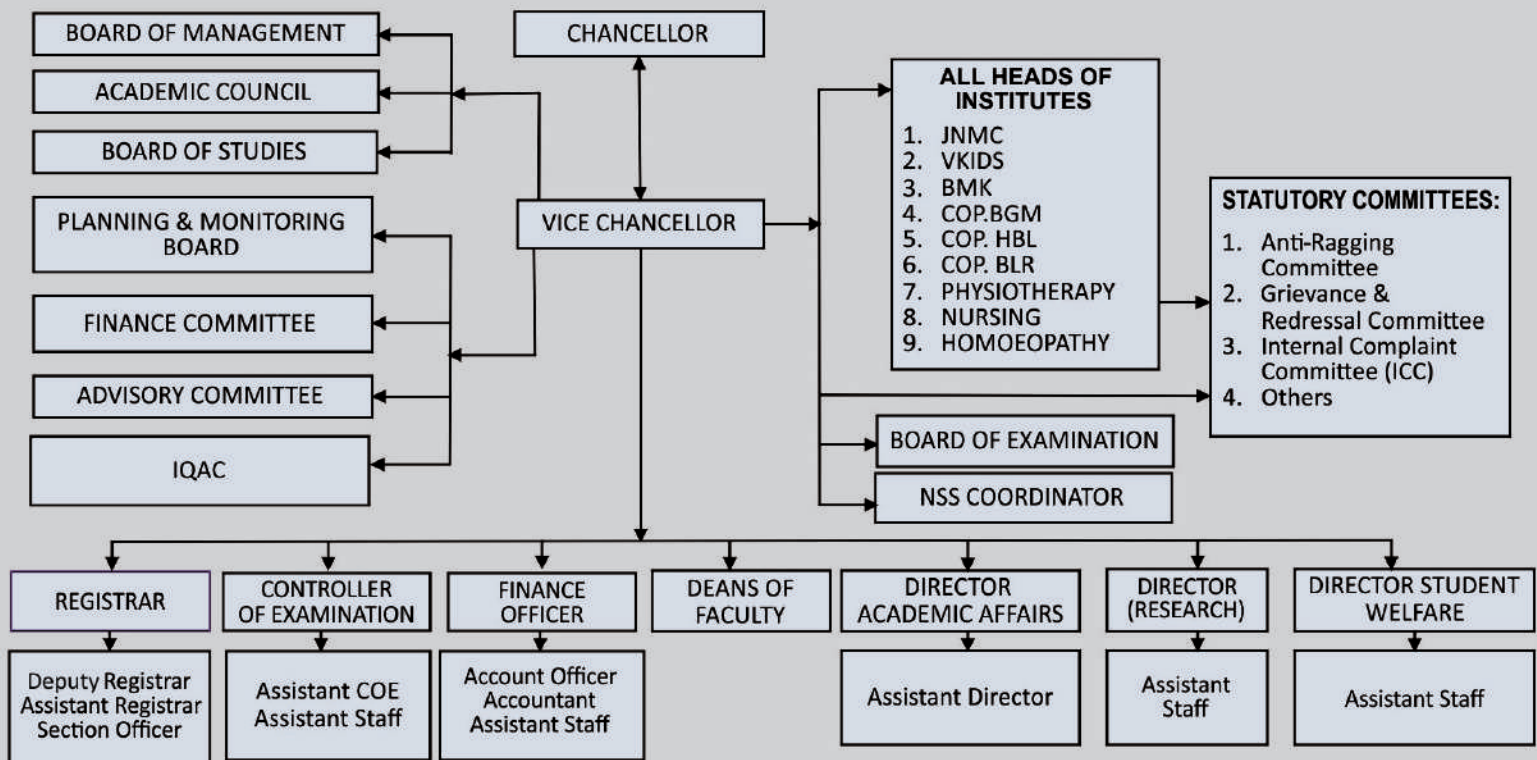 BOARD OF MANAGEMENT
ACADEMIC COUNCIL
BOARD OF STUDIES
PLANNING & MONITORING
BOARD
FINANCE COMMITTEE
ADVISORY COMMITTEE
IQAC
CHANCELLOR
VICE CHANCELLOR
ALL HEADS OF
INSTITUTES
1. JNMC
2. VKIDS
3. BMK
4. COP.BGM
5. COP. HBL
6. COP. BLR
7. PHYSIOTHERAPY
8. NURSING
9. HOMOEOPATHY
STATUTORY COMMITTEES:
1. Anti-Ragging
Committee
2. Grievance &
Redressal Committee
3. Internal Complaint
Committee (ICC)
4. Others
BOARD OF EXAMINATION
NSS COORDINATOR
REGISTRAR
Deputy Registrar
Assistant Registrar
Section Officer
CONTROLLER
OF EXAMINATION
Assistant COE
Assistant Staff
FINANCE
OFFICER
Account Officer
Accountant
Assistant Staff
DEANS OF
FACULTY
DIRECTOR
ACADEMIC AFFAIRS
Assistant Director
DIRECTOR
(RESEARCH)
Assistant
Staff
DIRECTOR STUDENT
WELFARE
Assistant Staff